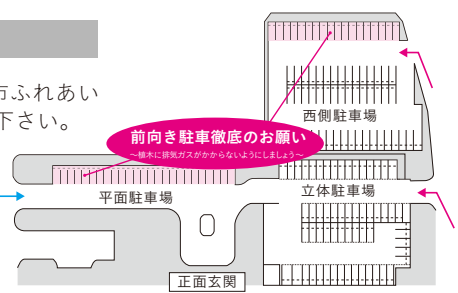 市ふれあい
下さい。
西側駐車場
前向き駐車徹底のお願い
～植木に排気ガスがかからないようにしましょう～
平面駐車場
立体駐車場
正面玄関